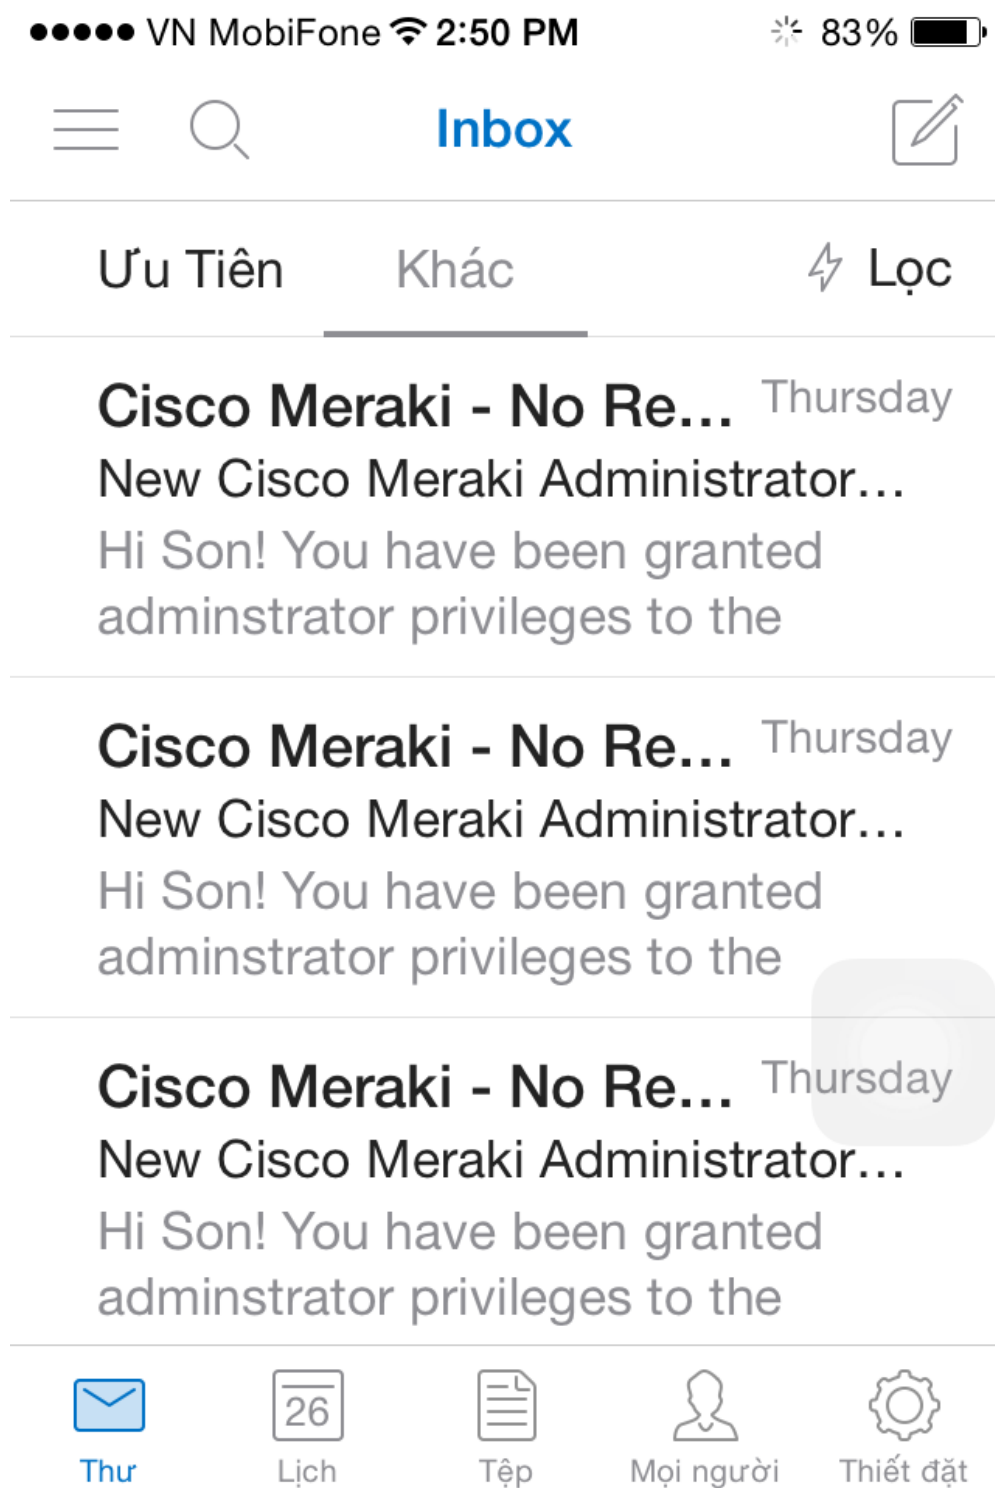 VN MobiFone 2:50 PM 83%
Inbox
Ưu Tiên Khác Lọc
Cisco Meraki - No Re... Thursday
New Cisco Meraki Administrator...
Hi Son! You have been granted
adminstrator privileges to the
Cisco Meraki - No Re... Thursday
New Cisco Meraki Administrator...
Hi Son! You have been granted
adminstrator privileges to the
Cisco Meraki - No Re... Thursday
New Cisco Meraki Administrator...
Hi Son! You have been granted
adminstrator privileges to the
26
Thư Lịch Tệp Mọi người Thiết đặt